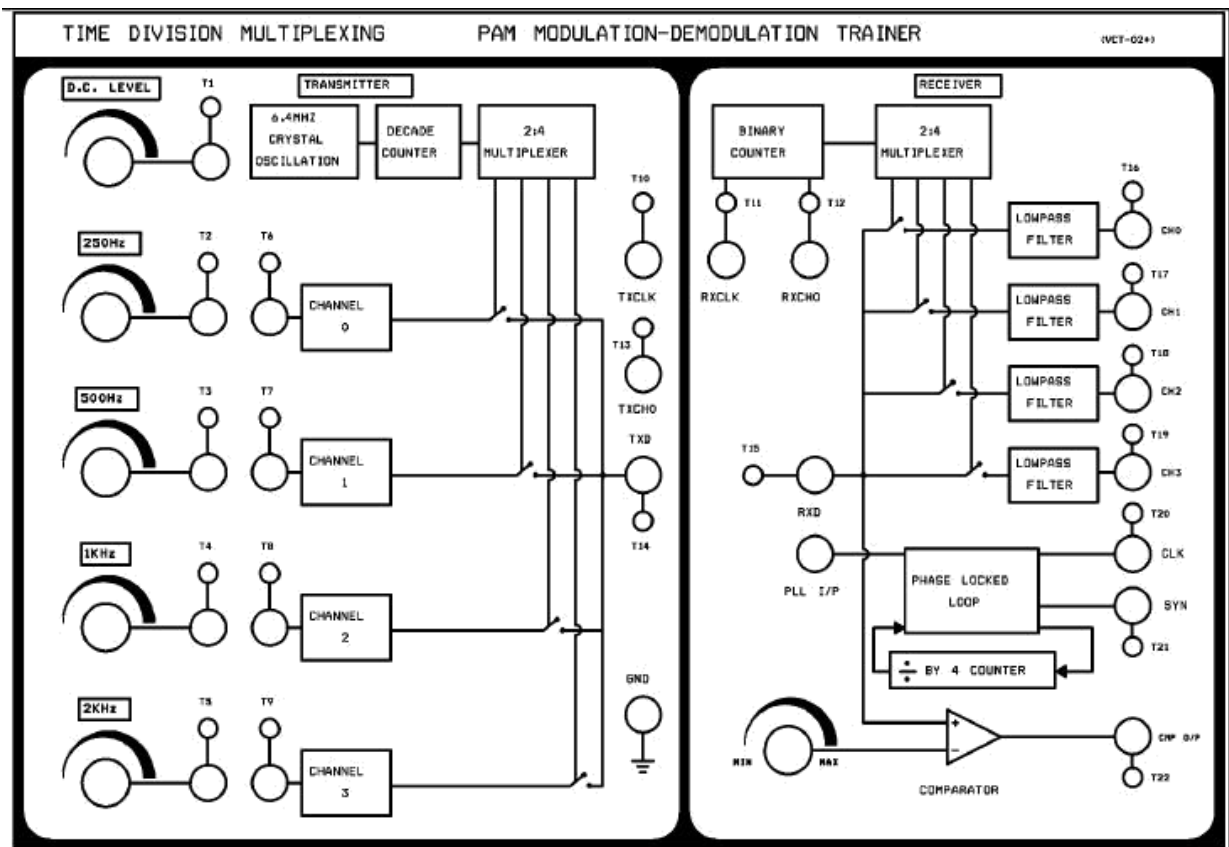 TIME DIVISION MULTIPLEXING PAM MODULATION-DEMODULATION TRAINER (VCT-02+)
D.C. LEVEL
T1
TRANSMITTER
6.4MHZ
CRYSTAL
OSCILLATION
DECADE
COUNTER
2:4
MULTIPLEXER
250Hz
T2
T6
CHANNEL
0
500Hz
T3
T7
CHANNEL
1
1KHz
T4
T8
CHANNEL
2
2KHz
T5
T9
CHANNEL
3
T10
TXCLK
T13
TXCH0
TXD
T14
GND
RECEIVER
BINARY
COUNTER
2:4
MULTIPLEXER
T11
T12
RXCLK
RXCH0
LOWPASS
FILTER
T16
CH0
LOWPASS
FILTER
T17
CH1
LOWPASS
FILTER
T18
CH2
LOWPASS
FILTER
T19
CH3
T15
RXD
PLL I/P
PHASE LOCKED
LOOP
T20
CLK
SYN
T21
÷ BY 4 COUNTER
MIN
MAX
+
-
COMPARATOR
CMP O/P
T22